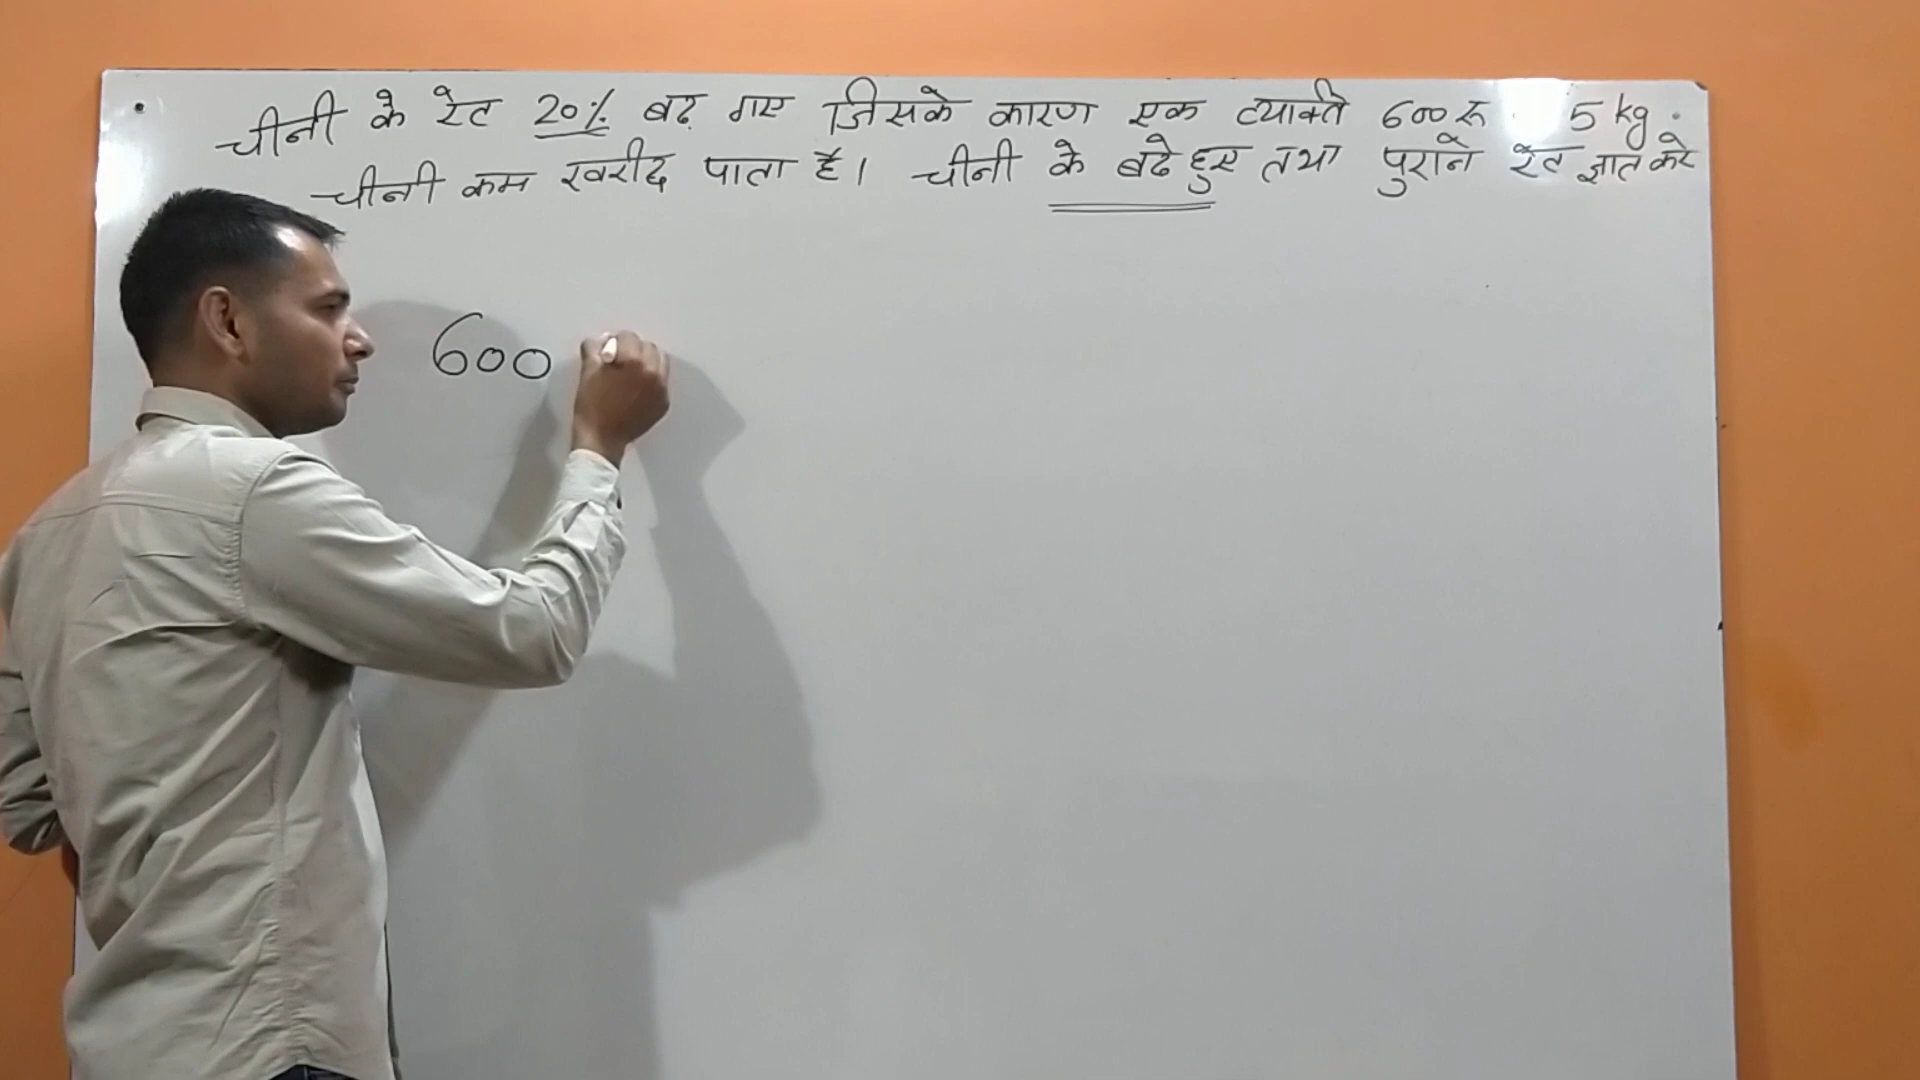 चीनी के रेट 20% बढ़ गए जिसके कारण एक व्यक्ति 600 रू 5 kg.
चीनी कम खरीद पाता है। चीनी के बढे हुए तथा पुराने रेट ज्ञात करे
600